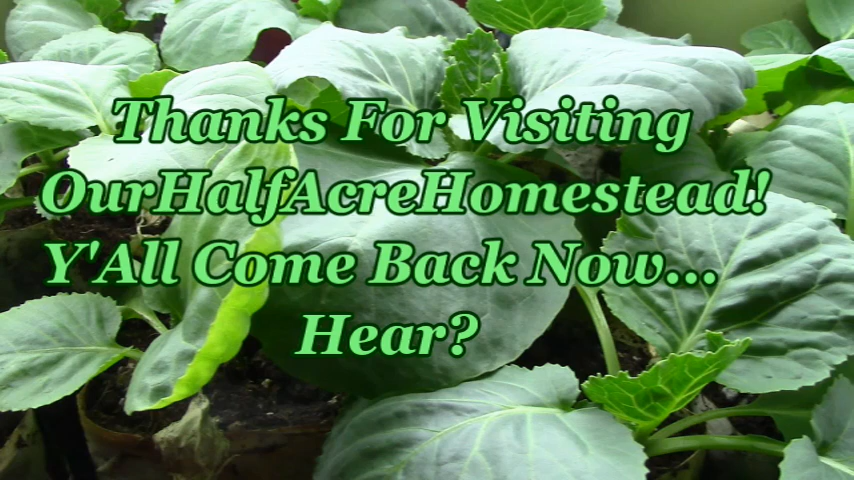 Thanks For Visiting
OurHalfAcreHomestead!
Y'All Come Back Now...
Hear?